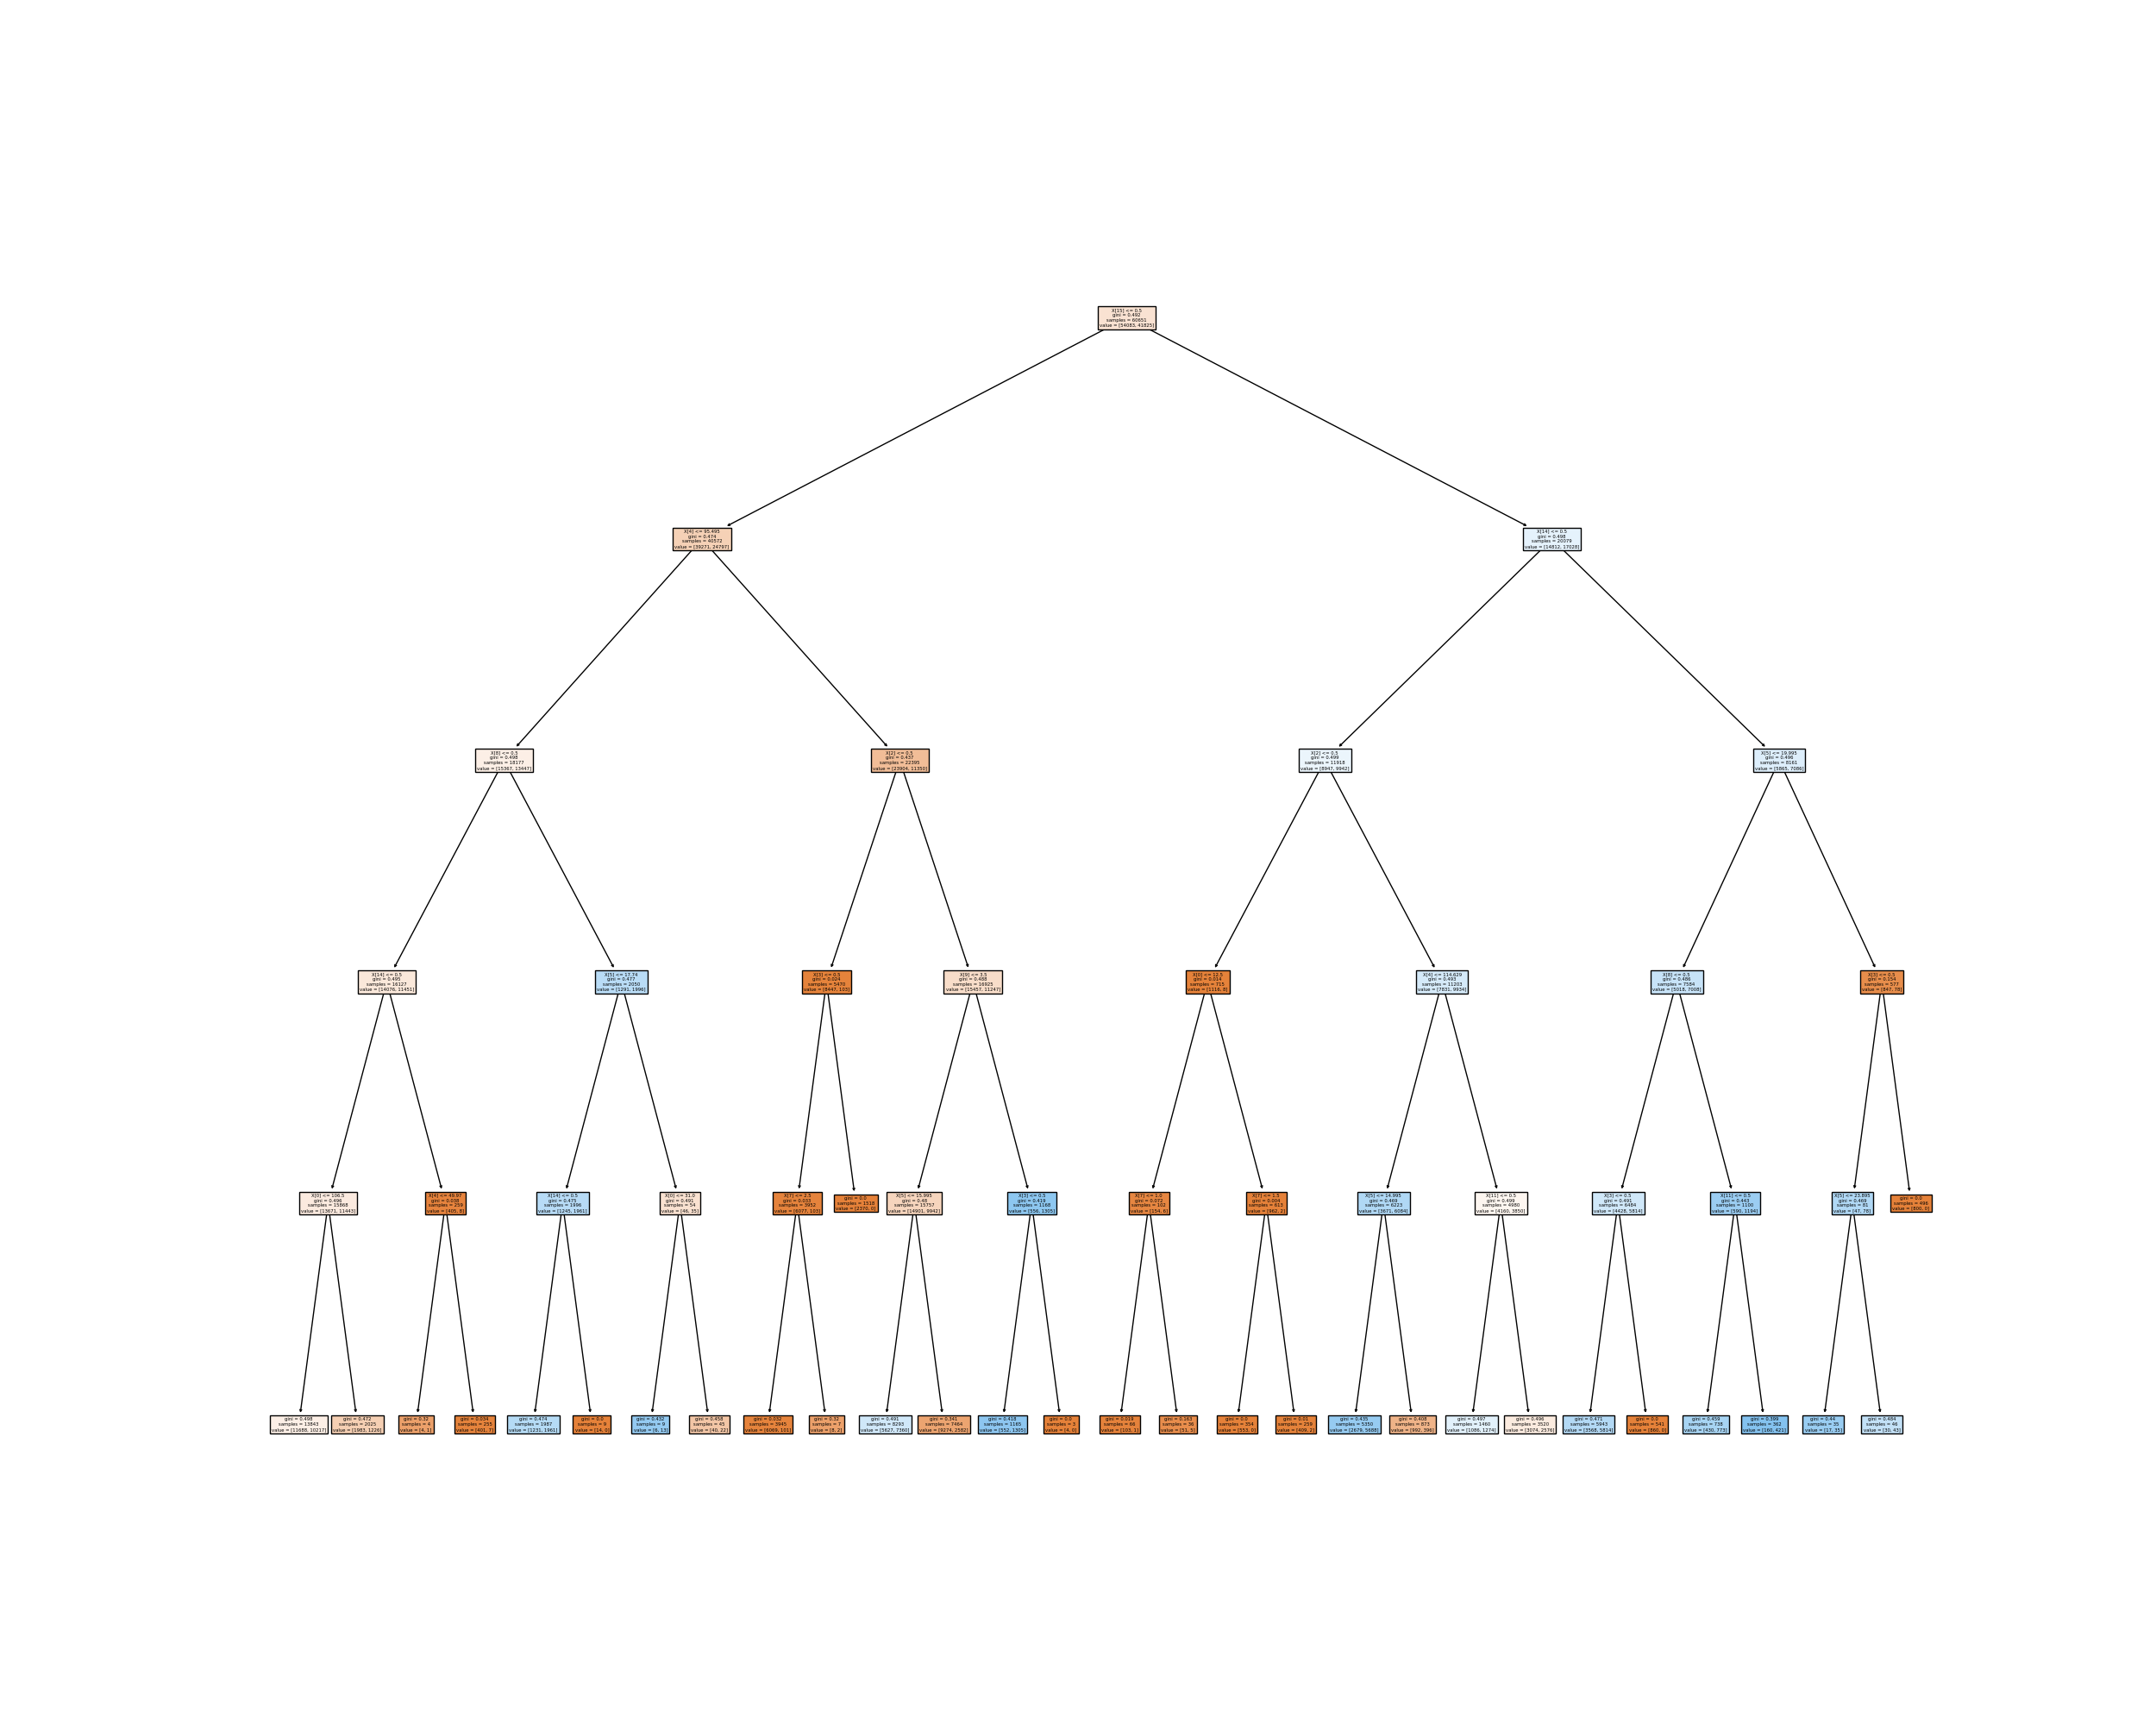 X[15] <= 0.5
gini = 0.492
samples = 60651
value = [54083, 41825]
X[4] <= 95.495
gini = 0.474
samples = 40572
value = [39271, 24797]
X[14] <= 0.5
gini = 0.498
samples = 20079
value = [14812, 17028]
X[8] <= 0.5
gini = 0.498
samples = 18177
value = [15367, 13447]
X[2] <= 0.5
gini = 0.437
samples = 22395
value = [23904, 11350]
X[2] <= 0.5
gini = 0.499
samples = 11918
value = [8947, 9942]
X[5] <= 19.995
gini = 0.496
samples = 8161
value = [5865, 7086]
X[14] <= 0.5
gini = 0.495
samples = 16127
value = [14076, 11451]
X[5] <= 17.74
gini = 0.477
samples = 2050
value = [1291, 1996]
X[3] <= 0.5
gini = 0.024
samples = 5470
value = [8447, 103]
X[9] <= 3.5
gini = 0.488
samples = 16925
value = [15457, 11247]
X[0] <= 12.5
gini = 0.014
samples = 715
value = [1116, 8]
X[4] <= 114.629
gini = 0.493
samples = 11203
value = [7831, 9934]
X[8] <= 0.5
gini = 0.486
samples = 7584
value = [5018, 7008]
X[3] <= 0.5
gini = 0.154
samples = 577
value = [847, 78]
X[0] <= 106.5
gini = 0.496
samples = 15868
value = [13671, 11443]
X[4] <= 49.97
gini = 0.038
samples = 259
value = [405, 8]
X[14] <= 0.5
gini = 0.475
samples = 1996
value = [1245, 1961]
X[0] <= 31.0
gini = 0.491
samples = 54
value = [46, 35]
X[7] <= 2.5
gini = 0.033
samples = 3952
value = [6077, 103]
gini = 0.0
samples = 1518
value = [2370, 0]
X[5] <= 15.995
gini = 0.48
samples = 15757
value = [14901, 9942]
X[3] <= 0.5
gini = 0.419
samples = 1168
value = [556, 1305]
X[7] <= 1.0
gini = 0.072
samples = 102
value = [154, 6]
X[7] <= 1.5
gini = 0.004
samples = 613
value = [962, 2]
X[5] <= 14.995
gini = 0.469
samples = 6223
value = [3671, 6084]
X[11] <= 0.5
gini = 0.499
samples = 4980
value = [4160, 3850]
X[3] <= 0.5
gini = 0.491
samples = 6484
value = [4428, 5814]
X[11] <= 0.5
gini = 0.443
samples = 1100
value = [590, 1194]
X[5] <= 23.895
gini = 0.469
samples = 81
value = [47, 78]
gini = 0.0
samples = 496
value = [800, 0]
gini = 0.498
samples = 13843
value = [11688, 10217]
gini = 0.472
samples = 2025
value = [1983, 1226]
gini = 0.32
samples = 4
value = [4, 1]
gini = 0.034
samples = 255
value = [401, 7]
gini = 0.474
samples = 1987
value = [1231, 1961]
gini = 0.0
samples = 9
value = [14, 0]
gini = 0.432
samples = 9
value = [6, 13]
gini = 0.458
samples = 45
value = [40, 22]
gini = 0.032
samples = 3945
value = [6069, 101]
gini = 0.32
samples = 7
value = [8, 2]
gini = 0.491
samples = 8293
value = [5627, 7360]
gini = 0.341
samples = 7464
value = [9274, 2582]
gini = 0.418
samples = 1165
value = [552, 1305]
gini = 0.0
samples = 3
value = [4, 0]
gini = 0.019
samples = 66
value = [103, 1]
gini = 0.163
samples = 36
value = [51, 5]
gini = 0.0
samples = 354
value = [553, 0]
gini = 0.01
samples = 259
value = [409, 2]
gini = 0.435
samples = 5350
value = [2679, 5688]
gini = 0.408
samples = 873
value = [992, 396]
gini = 0.497
samples = 1460
value = [1086, 1274]
gini = 0.496
samples = 3520
value = [3074, 2576]
gini = 0.471
samples = 5943
value = [3568, 5814]
gini = 0.0
samples = 541
value = [860, 0]
gini = 0.459
samples = 738
value = [430, 773]
gini = 0.399
samples = 362
value = [160, 421]
gini = 0.44
samples = 35
value = [17, 35]
gini = 0.484
samples = 46
value = [30, 43]